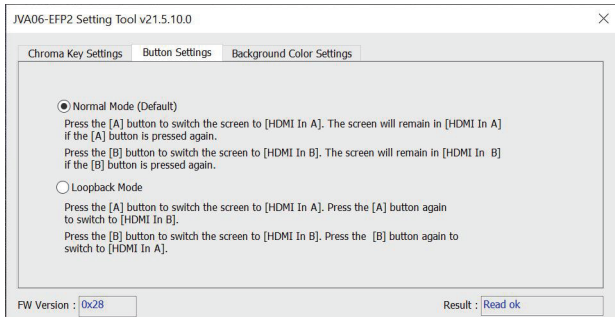 JVA06-EFP2 Setting Tool v21.5.10.0
Chroma Key Settings Button Settings Background Color Settings
Normal Mode (Default)
Press the [A] button to switch the screen to [HDMI In A]. The screen will remain in [HDMI In A]
if the [A] button is pressed again.
Press the [B] button to switch the screen to [HDMI In B]. The screen will remain in [HDMI In B]
if the [B] button is pressed again.
Loopback Mode
Press the [A] button to switch the screen to [HDMI In A]. Press the [A] button again
to switch to [HDMI In B].
Press the [B] button to switch the screen to [HDMI In B]. Press the [B] button again to
switch to [HDMI In A].
FW Version : 0x28 Result : Read ok